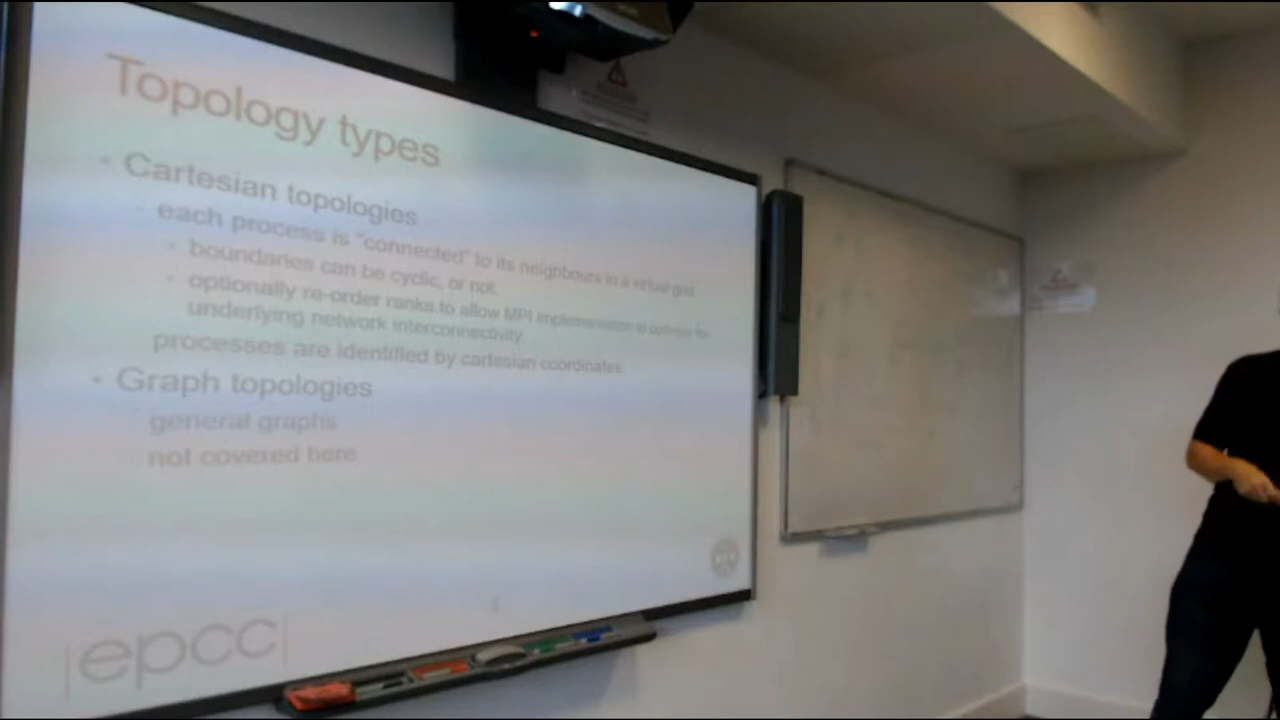 Topology types
Cartesian topologies
each process is "connected" to its neighbours in a virtual grid.
boundaries can be cyclic, or not.
optionally re-order ranks to allow MPI implementation to optimise for
underlying network interconnectivity.
processes are identified by cartesian coordinates.
Graph topologies
general graphs
not covered here
|epcc|